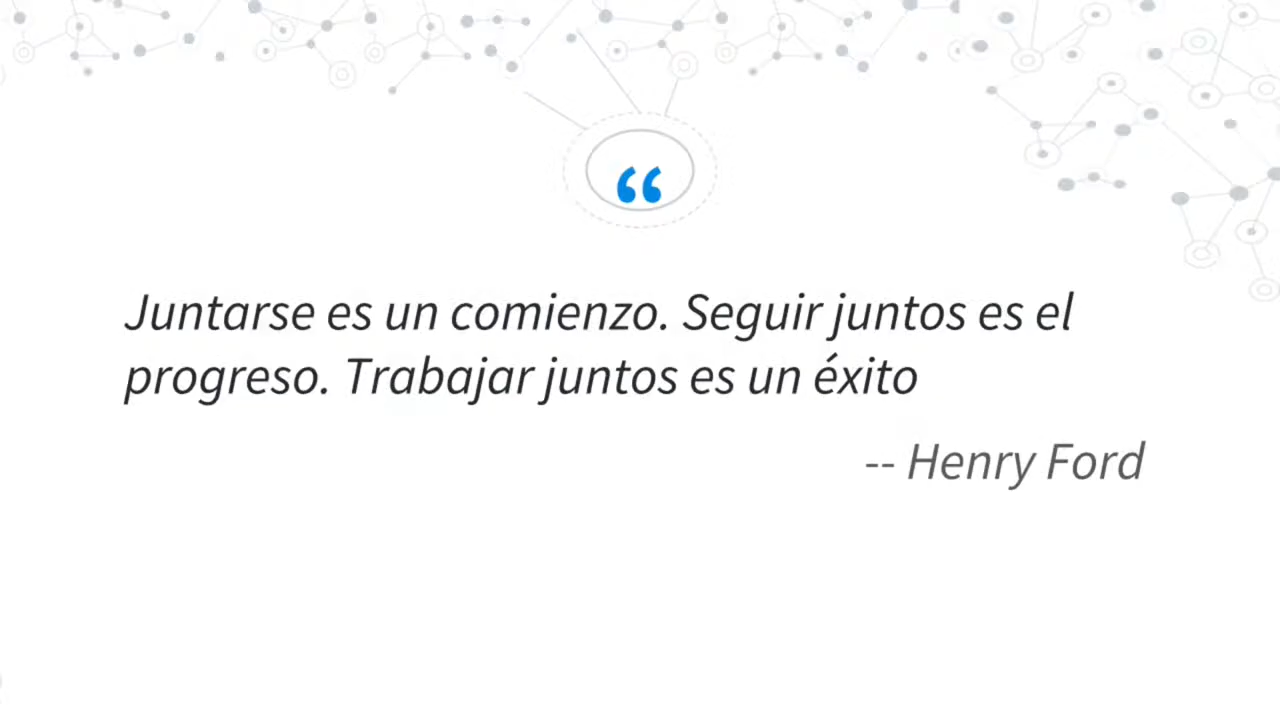 “
Juntarse es un comienzo. Seguir juntos es el
progreso. Trabajar juntos es un éxito
-- Henry Ford